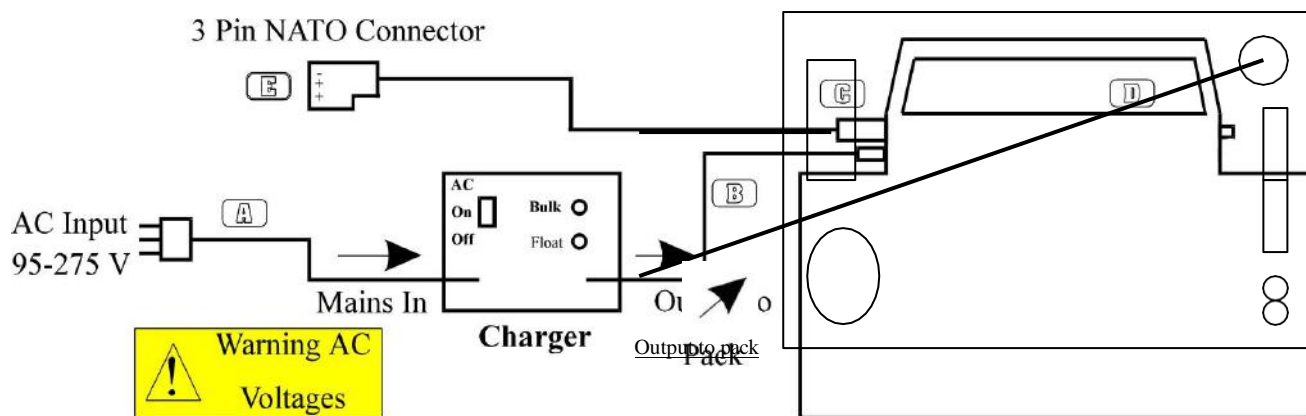 3 Pin NATO Connector
E
- + +
C
D
B
A
AC Input
95-275 V
AC
On
Off
Bulk
Float
Mains In
Charger
Output to pack
Pack
Warning AC
Voltages